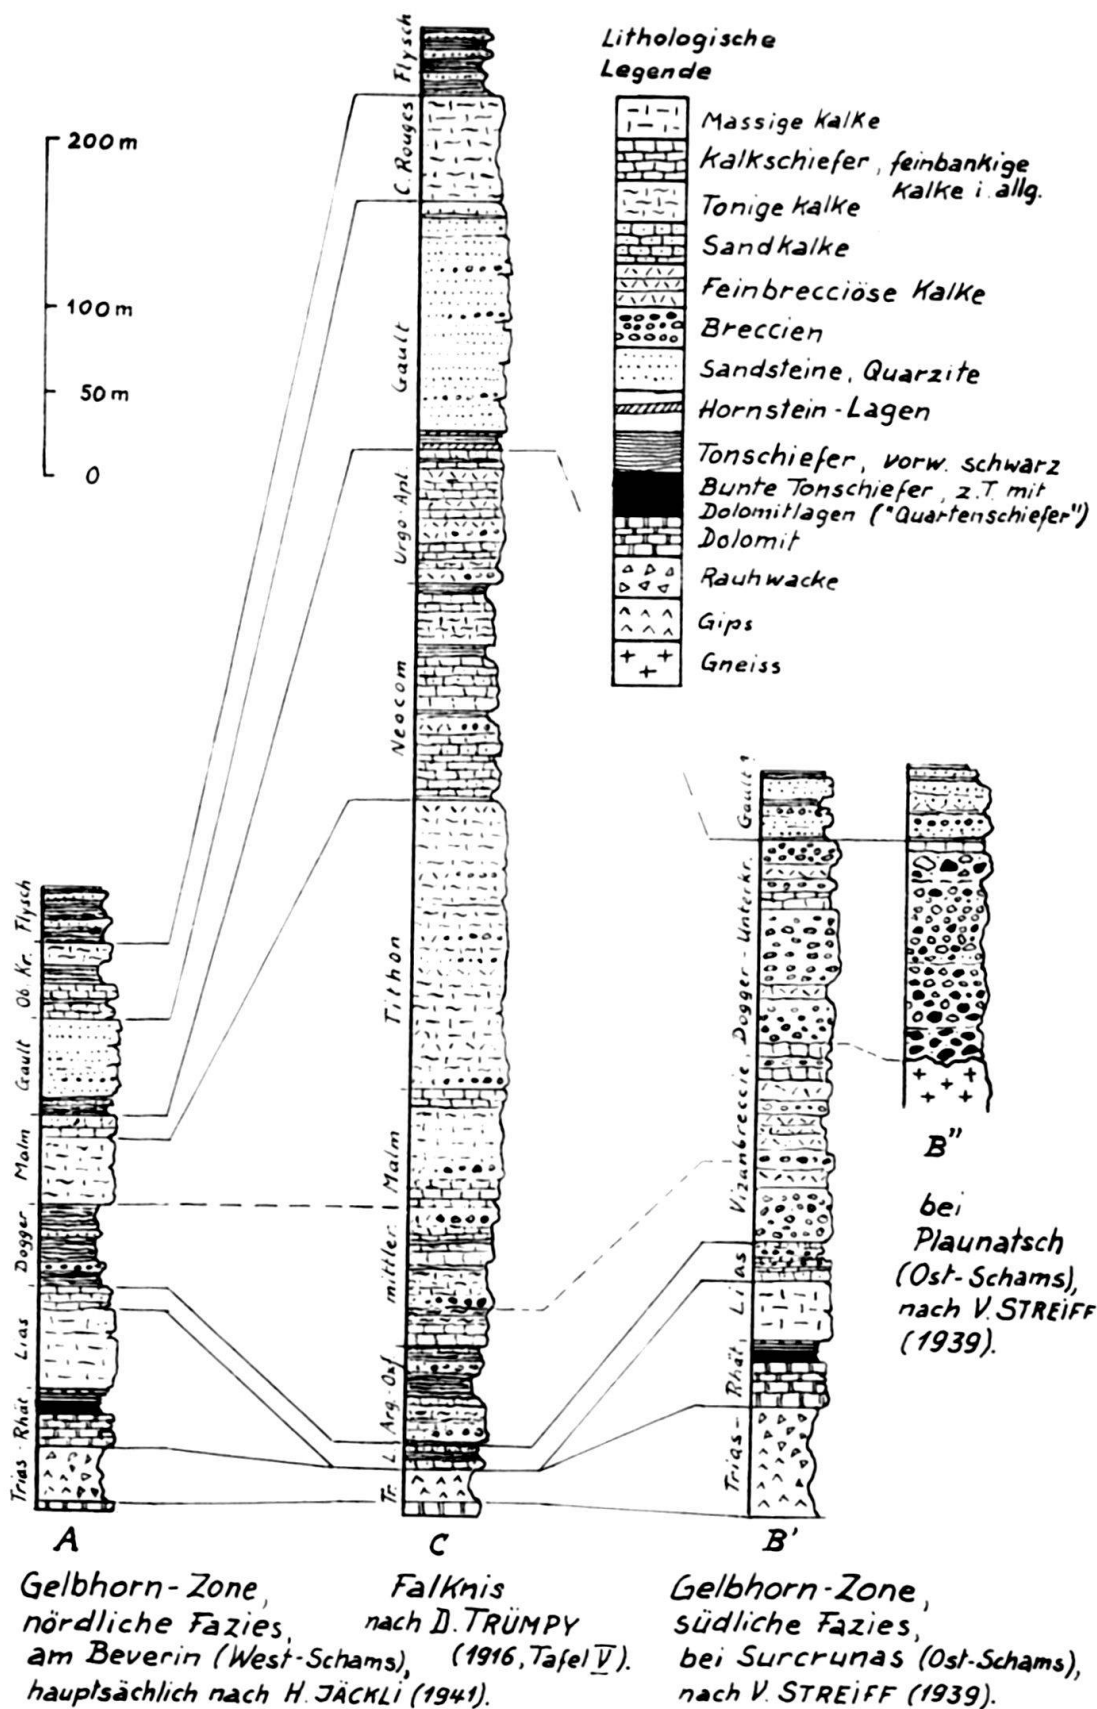 Lithologische
Legende
Massige Kalke
Kalkschiefer, feinbankige
Kalke i. allg.
Tonige Kalke
Sandkalke
Feinbrecciöse Kalke
Breccien
Sandsteine, Quarzite
Hornstein-Lagen
Tonschiefer, vorw. schwarz
Bunte Tonschiefer, z.T. mit
Dolomitlagen ("Quartenschiefer")
Dolomit
Rauhwacke
Gips
Gneiss
200 m
100 m
50 m
0
Flysch
Ob. Kr.
Gault
Malm
Dogger
Lias
Trias-Rhät,
A
Gelbhorn-Zone,
nördliche Fazies,
am Beverin (West-Schams),
hauptsächlich nach H. JÄCKLI (1941).
Flysch
C. Rouges
Gault
Urgo-Apt.
Neocom
Tithon
mittler. Malm
Arg.-Oxf.
L.
Tr.
C
Falknis
nach D. TRÜMPY
(1916, Tafel V).
Gault ?
Vizanbreccie, Dogger-Unterkr.
Lias
Trias-Rhät,
B'
Gelbhorn-Zone,
südliche Fazies,
bei Surcrunas (Ost-Schams),
nach V. STREIFF (1939).
B"
bei
Plaunatsch
(Ost-Schams),
nach V. STREIFF
(1939).